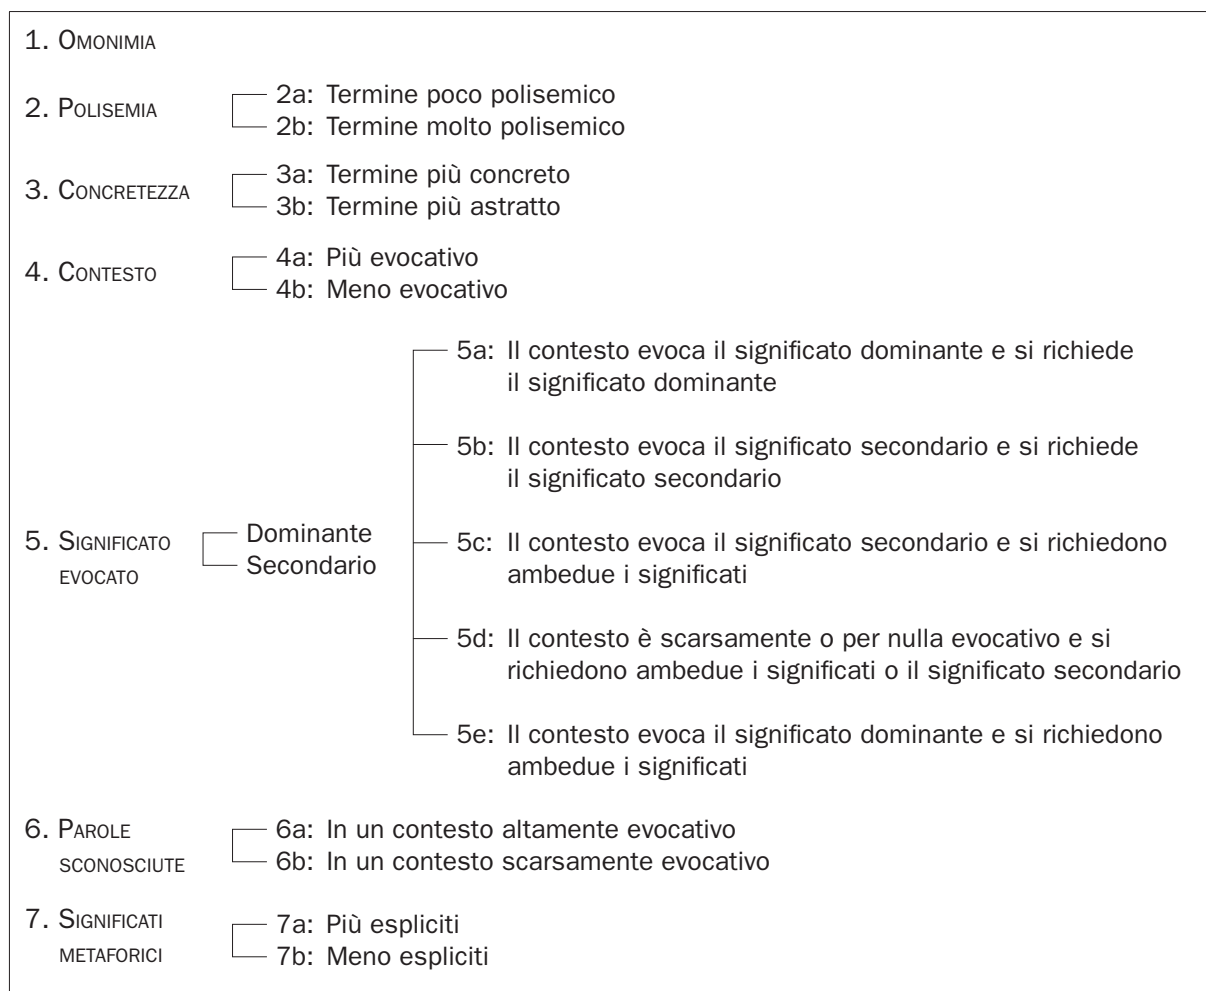 1. OMONIMIA
2. POLISEMIA
2a: Termine poco polisemico
2b: Termine molto polisemico
3. CONCRETEZZA
3a: Termine più concreto
3b: Termine più astratto
4. CONTESTO
4a: Più evocativo
4b: Meno evocativo
5. SIGNIFICATO
EVOCATO
Dominante
Secondario
5a: Il contesto evoca il significato dominante e si richiede
il significato dominante
5b: Il contesto evoca il significato secondario e si richiede
il significato secondario
5c: Il contesto evoca il significato secondario e si richiedono
ambedue i significati
5d: Il contesto è scarsamente o per nulla evocativo e si
richiedono ambedue i significati o il significato secondario
5e: Il contesto evoca il significato dominante e si richiedono
ambedue i significati
6. PAROLE
SCONOSCIUTE
6a: In un contesto altamente evocativo
6b: In un contesto scarsamente evocativo
7. SIGNIFICATI
METAFORICI
7a: Più espliciti
7b: Meno espliciti